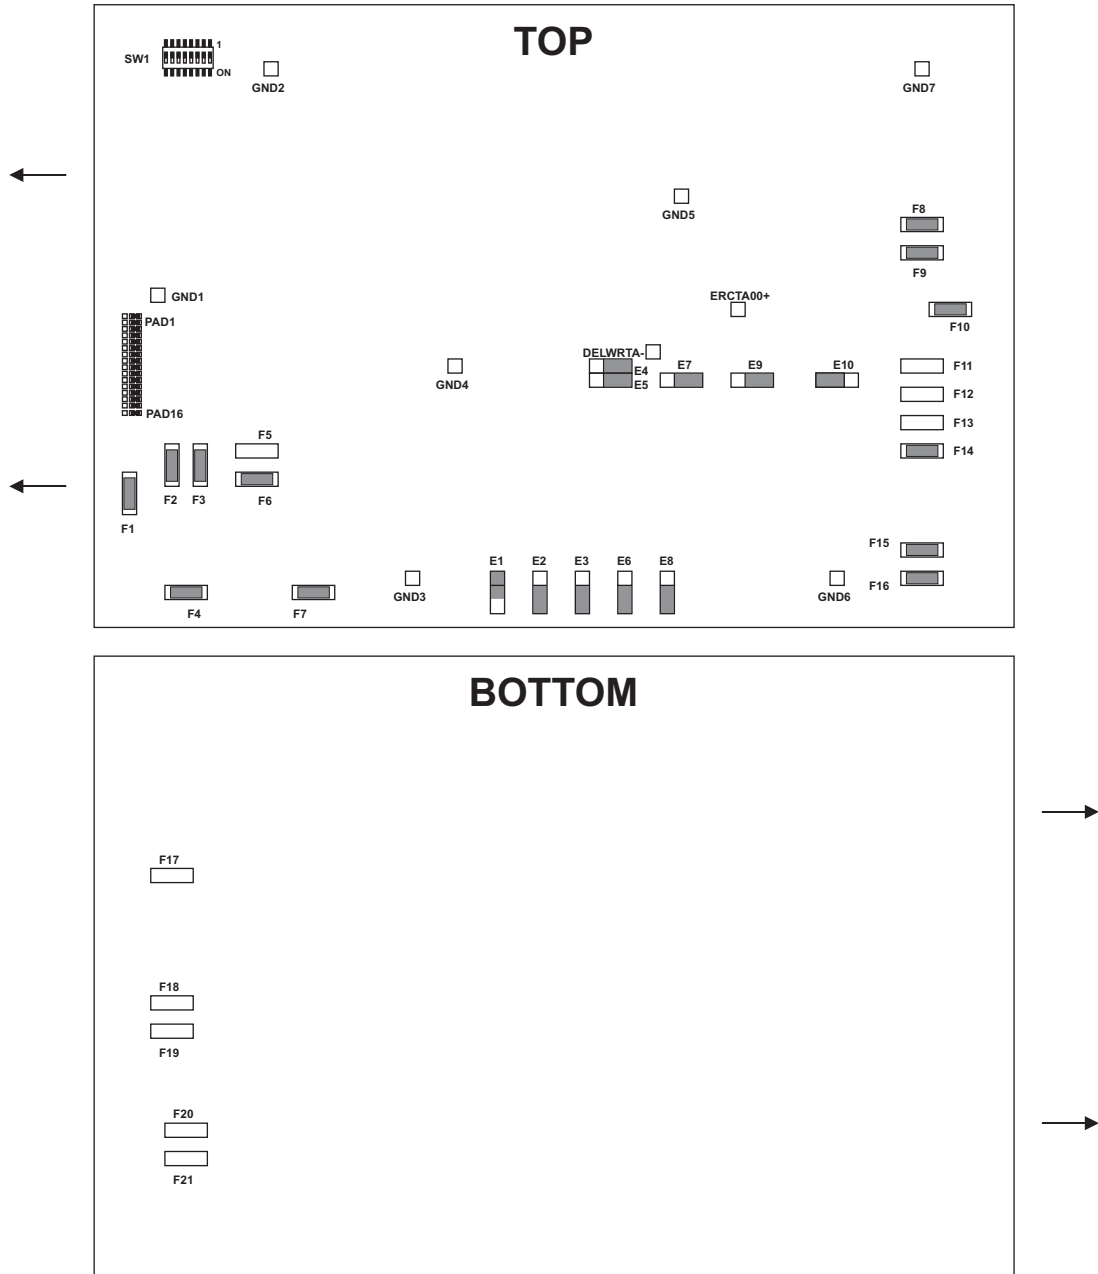 TOP
1
SW1
ON
GND2
GND7
GND5
F8
F9
GND1
ERCTA00+
PAD1
F10
DELWRTA-
E7
E9
E10
F11
E4
GND4
E5
F12
PAD16
F13
F5
F14
F2
F3
F6
F1
F15
E1
E2
E3
E6
E8
F16
GND3
GND6
F4
F7
BOTTOM
F17
F18
F19
F20
F21